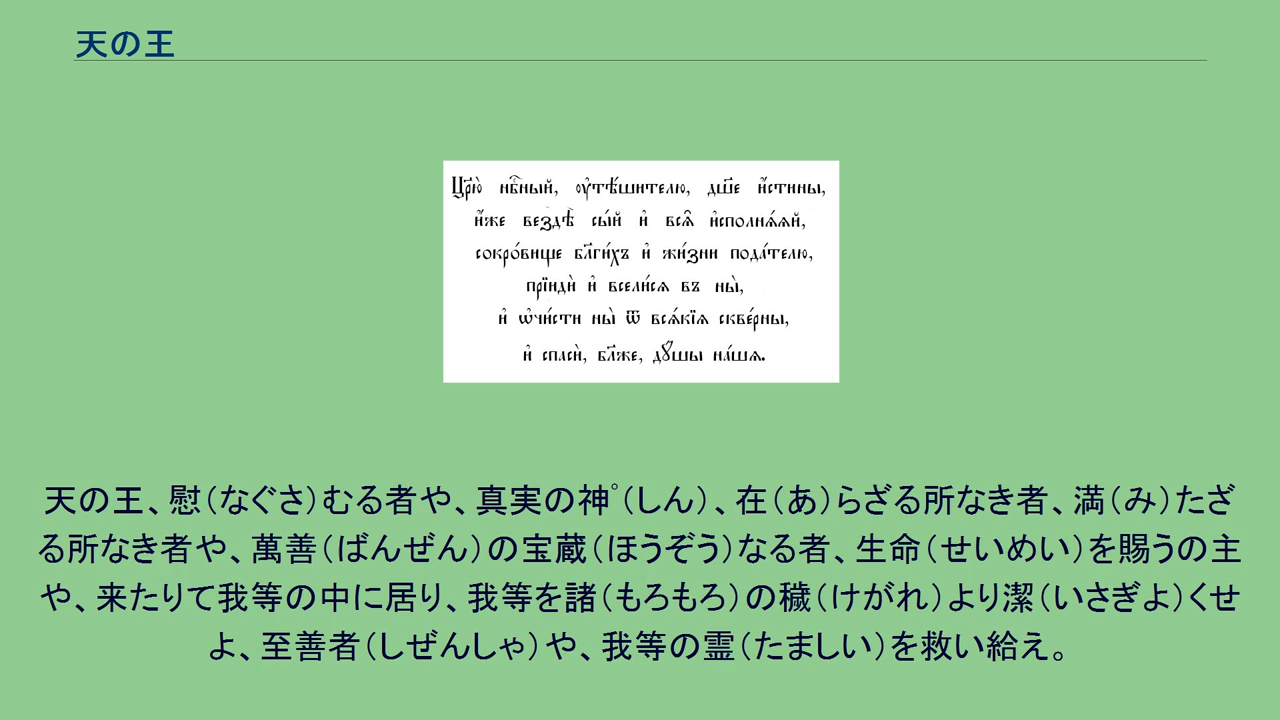 天の王
Цр҃ю̀ нбⷭ҇ный, ᲂу҆тѣ́шителю, дш҃е и҆́стины,
и҆́же вездѣ̀ сы́й и҆ всѧ̑ и҆сполнѧ́ѧй,
сокро́вище бл҃ги́хъ и҆ жи́зни пода́телю,
прїидѝ и҆ всели́сѧ въ ны̀,
и҆ ѡ҆чи́сти ны̀ ѿ всѧ́кїѧ скве́рны,
и҆ спасѝ, бл҃же, дꙋ́шы на́шѧ.
天の王、慰（なぐさ）むる者や、真実の神゜（しん）、在（あ）らざる所なき者、満（み）たざ
る所なき者や、萬善（ばんぜん）の宝蔵（ほうぞう）なる者、生命（せいめい）を賜うの主
や、来たりて我等の中に居り、我等を諸（もろもろ）の穢（けがれ）より潔（いさぎよ）くせ
よ、至善者（しぜんしゃ）や、我等の霊（たましい）を救い給え。